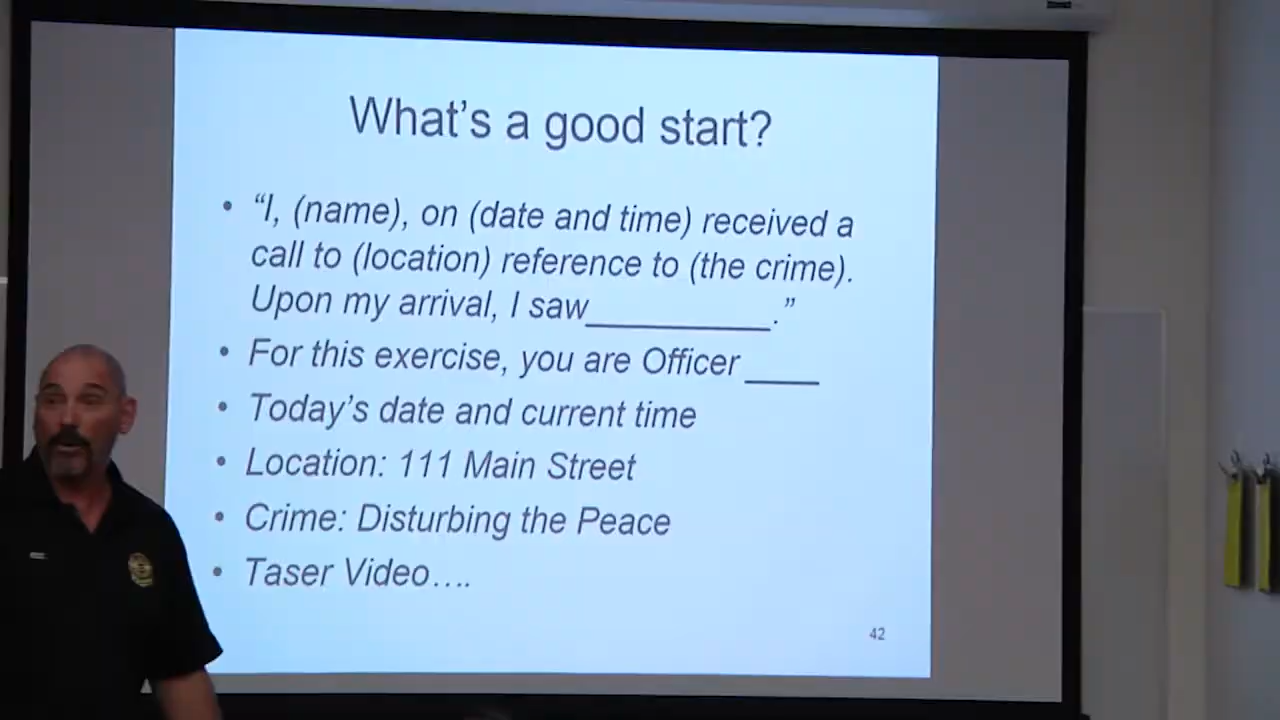 What's a good start?
• "I, (name), on (date and time) received a
call to (location) reference to (the crime).
Upon my arrival, I saw__________."
• For this exercise, you are Officer ____
• Today's date and current time
• Location: 111 Main Street
• Crime: Disturbing the Peace
• Taser Video….
42